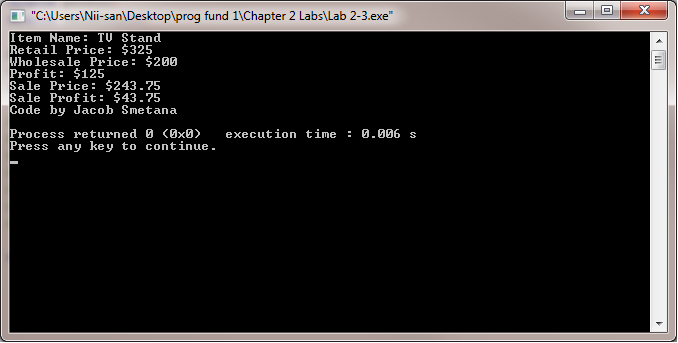 "C:\Users\Nii-san\Desktop\prog fund 1\Chapter 2 Labs\Lab 2-3.exe"
Item Name: TV Stand
Retail Price: $325
Wholesale Price: $200
Profit: $125
Sale Price: $243.75
Sale Profit: $43.75
Code by Jacob Smetana
Process returned 0 (0x0)   execution time : 0.006 s
Press any key to continue.